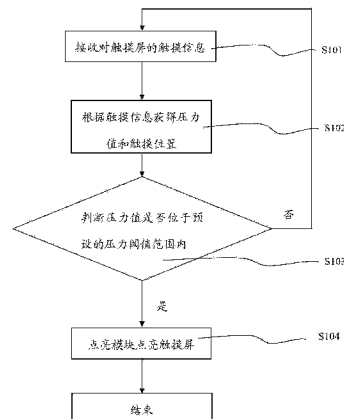 接收对触摸屏的触摸信息
S101
根据触摸信息获得压力
值和触摸位置
S102
判断压力值是否位于预
设的压力阈值范围内
否
S103
是
点亮模块点亮触摸屏
S104
结束